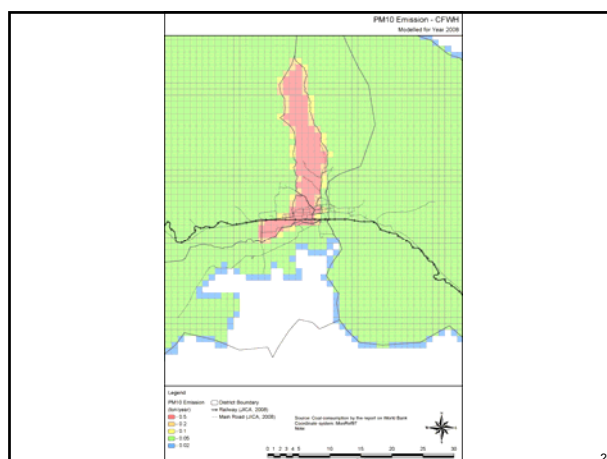 PM10 Emission - CFWH
Modelled for Year 2008
Legend
PM10 Emission
(ton/year)
- 0.5
- 0.2
- 0.1
- 0.05
- 0.02
District Boundary
Railway (JICA, 2008)
Main Road (JICA, 2008)
Source: Coal consumption by the report on World Bank
Coordinate system: MonRef97
Note:
0 1 2 3 4 5 10 15 20 25 30
2